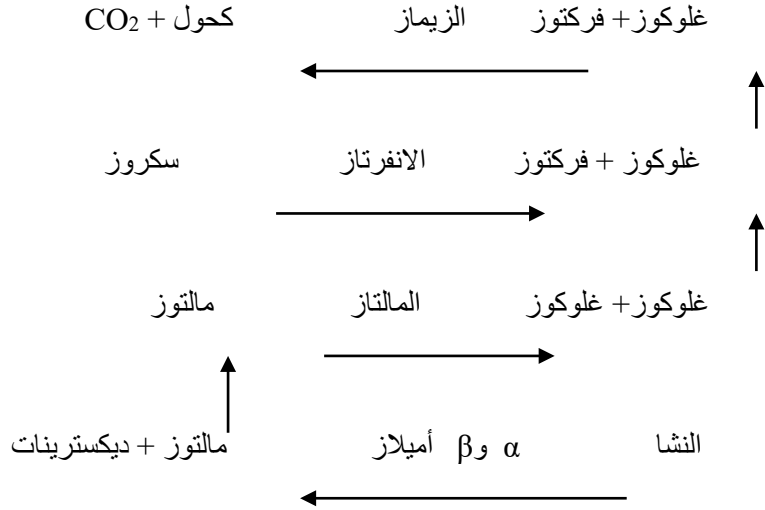 غلوكوز+ فركتوز الزيماز كحول + CO₂
سكروز الانفرتاز غلوكوز + فركتوز
مالتوز المالتاز غلوكوز+ غلوكوز
النشا α وβ أميلاز مالتوز + ديكسترينات